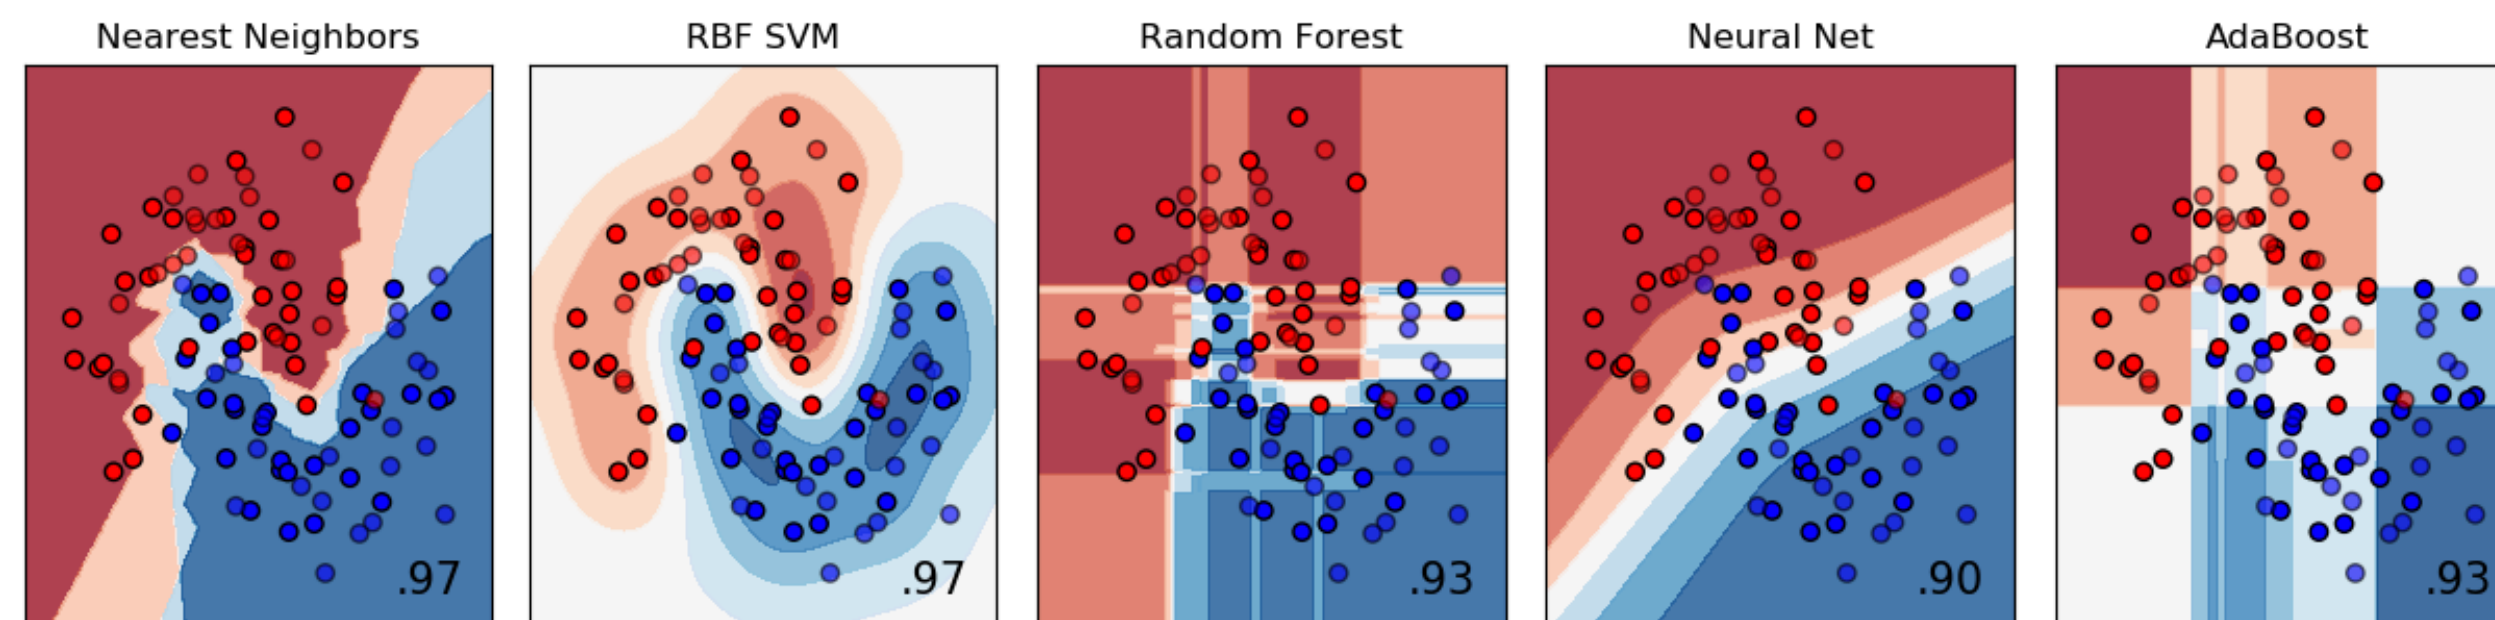 Nearest Neighbors
RBF SVM
Random Forest
Neural Net
AdaBoost
.97
.97
.93
.90
.93